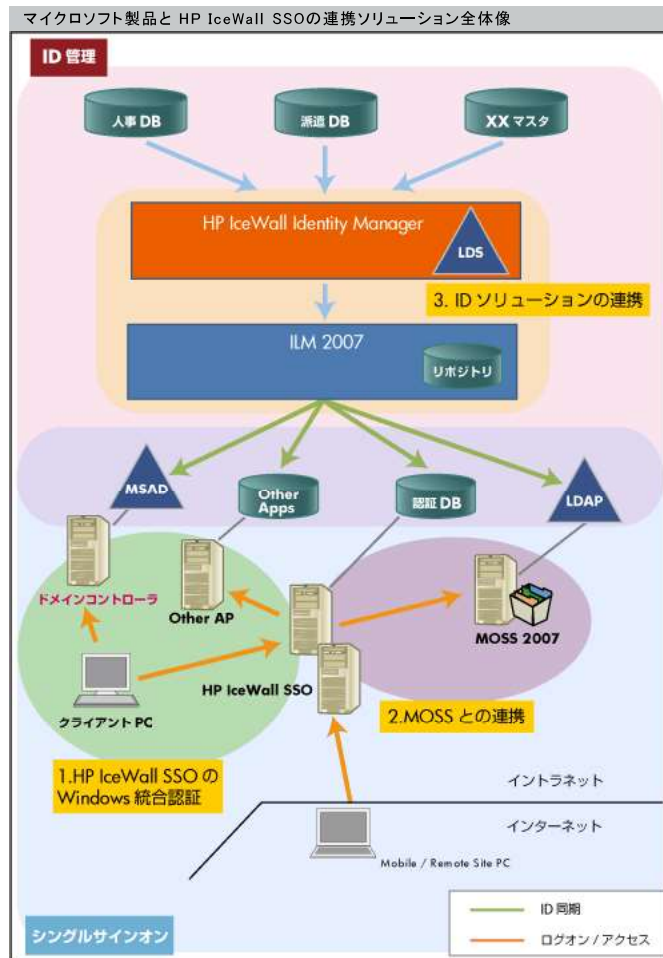 マイクロソフト製品と HP IceWall SSOの連携ソリューション全体像
ID 管理
人事 DB
派遣 DB
XX マスタ
HP IceWall Identity Manager
LDS
3. ID ソリューションの連携
ILM 2007
リポジトリ
MSAD
Other
Apps
認証 DB
LDAP
ドメインコントローラ
Other AP
MOSS 2007
HP IceWall SSO
クライアント PC
2.MOSS との連携
1.HP IceWall SSO の
Windows 統合認証
イントラネット
インターネット
Mobile / Remote Site PC
ID 同期
ログオン / アクセス
シングルサインオン